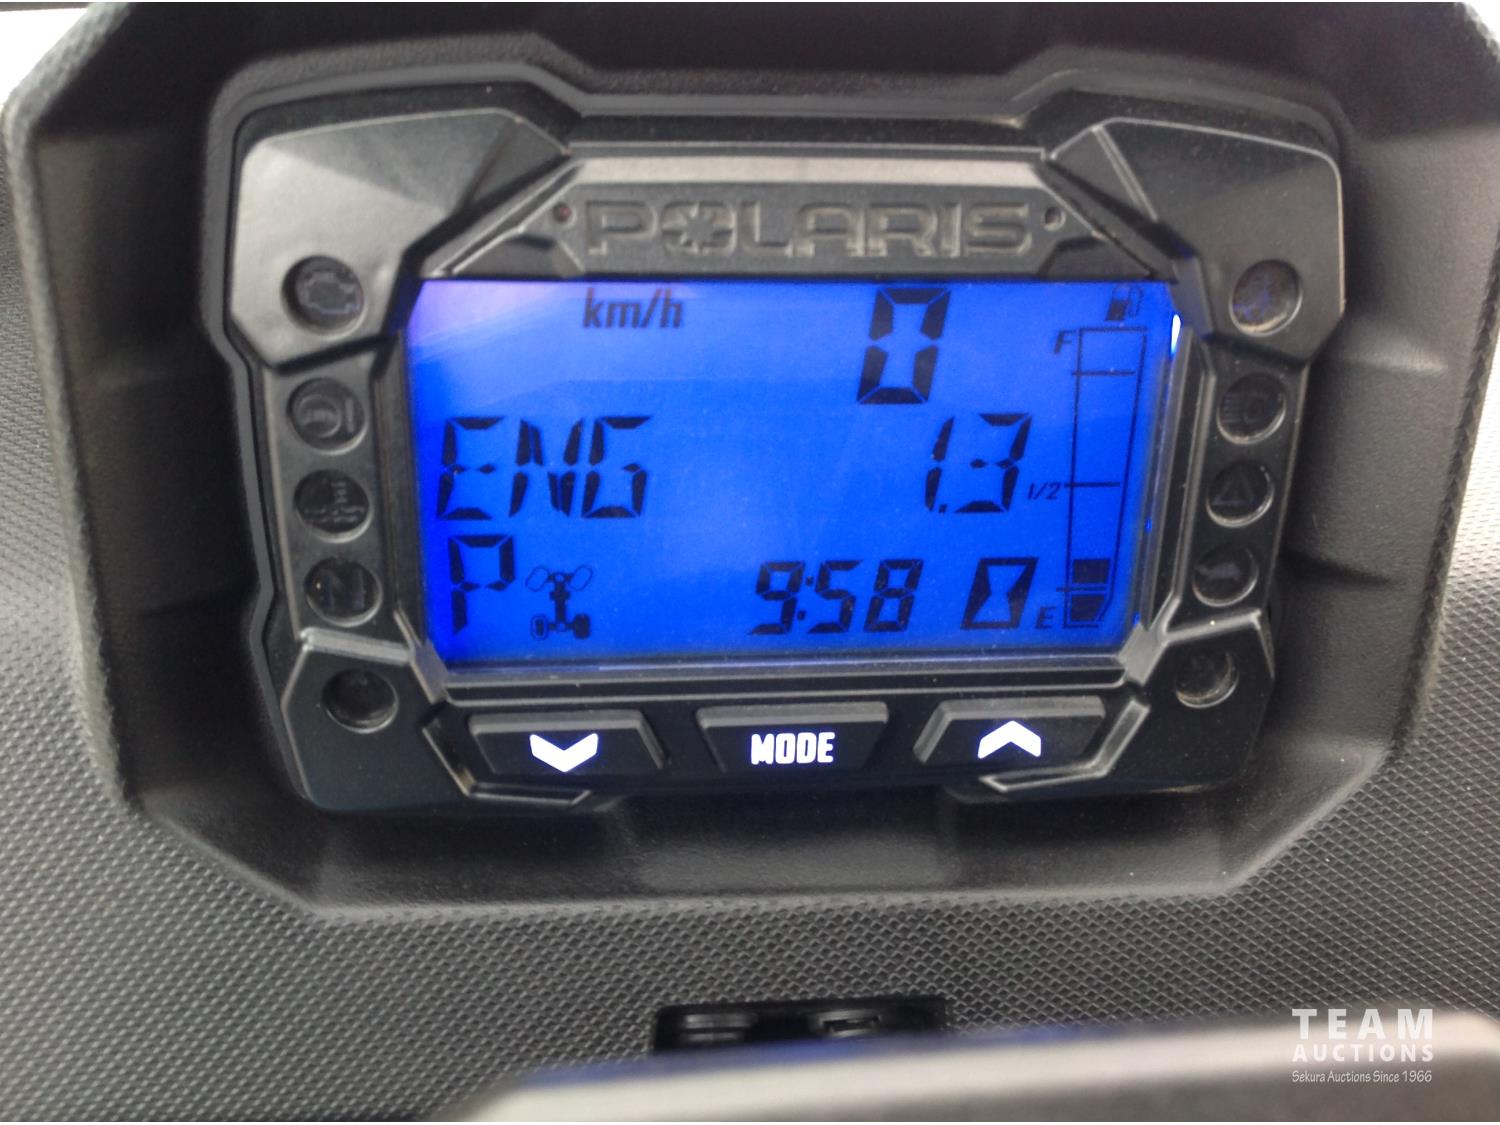 POLARIS
km/h 0
F
ENG 1.3
1/2
P 9:58
E
MODE
N
TEAM
AUCTIONS
Sekura Auctions Since 1966